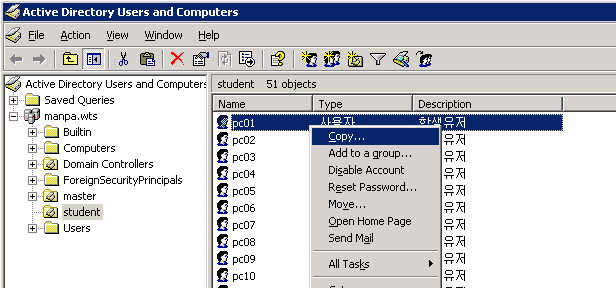 Active Directory Users and Computers
File Action View Window Help
Active Directory Users and Computers
Saved Queries
manpa.wts
Builtin
Computers
Domain Controllers
ForeignSecurityPrincipals
master
student
Users
student 51 objects
Name Type Description
pc01 사용자 학생 유저
pc02 유저
pc03 유저
pc04 유저
pc05 유저
pc06 유저
pc07 유저
pc08 유저
pc09 유저
pc10 유저
Copy...
Add to a group...
Disable Account
Reset Password...
Move...
Open Home Page
Send Mail
All Tasks